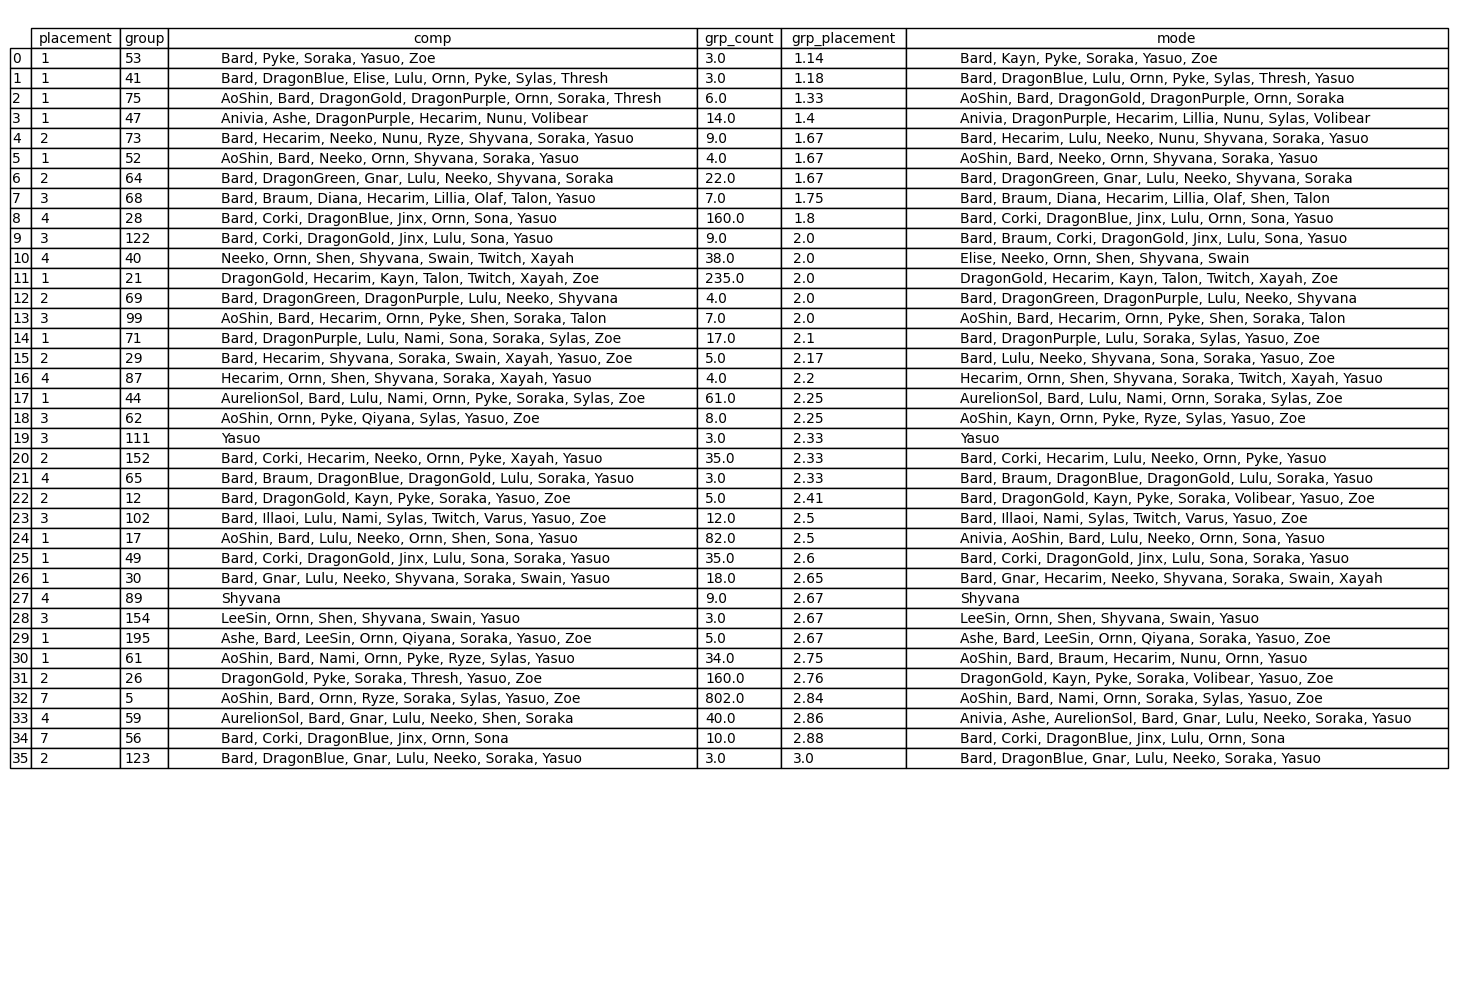 placement group comp grp_count grp_placement mode
0 1 53 Bard, Pyke, Soraka, Yasuo, Zoe 3.0 1.14 Bard, Kayn, Pyke, Soraka, Yasuo, Zoe
1 1 41 Bard, DragonBlue, Elise, Lulu, Ornn, Pyke, Sylas, Thresh 3.0 1.18 Bard, DragonBlue, Lulu, Ornn, Pyke, Sylas, Thresh, Yasuo
2 1 75 AoShin, Bard, DragonGold, DragonPurple, Ornn, Soraka, Thresh 6.0 1.33 AoShin, Bard, DragonGold, DragonPurple, Ornn, Soraka
3 1 47 Anivia, Ashe, DragonPurple, Hecarim, Nunu, Volibear 14.0 1.4 Anivia, DragonPurple, Hecarim, Lillia, Nunu, Sylas, Volibear
4 2 73 Bard, Hecarim, Neeko, Nunu, Ryze, Shyvana, Soraka, Yasuo 9.0 1.67 Bard, Hecarim, Lulu, Neeko, Nunu, Shyvana, Soraka, Yasuo
5 1 52 AoShin, Bard, Neeko, Ornn, Shyvana, Soraka, Yasuo 4.0 1.67 AoShin, Bard, Neeko, Ornn, Shyvana, Soraka, Yasuo
6 2 64 Bard, DragonGreen, Gnar, Lulu, Neeko, Shyvana, Soraka 22.0 1.67 Bard, DragonGreen, Gnar, Lulu, Neeko, Shyvana, Soraka
7 3 68 Bard, Braum, Diana, Hecarim, Lillia, Olaf, Talon, Yasuo 7.0 1.75 Bard, Braum, Diana, Hecarim, Lillia, Olaf, Shen, Talon
8 4 28 Bard, Corki, DragonBlue, Jinx, Ornn, Sona, Yasuo 160.0 1.8 Bard, Corki, DragonBlue, Jinx, Lulu, Ornn, Sona, Yasuo
9 3 122 Bard, Corki, DragonGold, Jinx, Lulu, Sona, Yasuo 9.0 2.0 Bard, Braum, Corki, DragonGold, Jinx, Lulu, Sona, Yasuo
10 4 40 Neeko, Ornn, Shen, Shyvana, Swain, Twitch, Xayah 38.0 2.0 Elise, Neeko, Ornn, Shen, Shyvana, Swain
11 1 21 DragonGold, Hecarim, Kayn, Talon, Twitch, Xayah, Zoe 235.0 2.0 DragonGold, Hecarim, Kayn, Talon, Twitch, Xayah, Zoe
12 2 69 Bard, DragonGreen, DragonPurple, Lulu, Neeko, Shyvana 4.0 2.0 Bard, DragonGreen, DragonPurple, Lulu, Neeko, Shyvana
13 3 99 AoShin, Bard, Hecarim, Ornn, Pyke, Shen, Soraka, Talon 7.0 2.0 AoShin, Bard, Hecarim, Ornn, Pyke, Shen, Soraka, Talon
14 1 71 Bard, DragonPurple, Lulu, Nami, Sona, Soraka, Sylas, Zoe 17.0 2.1 Bard, DragonPurple, Lulu, Soraka, Sylas, Yasuo, Zoe
15 2 29 Bard, Hecarim, Shyvana, Soraka, Swain, Xayah, Yasuo, Zoe 5.0 2.17 Bard, Lulu, Neeko, Shyvana, Sona, Soraka, Yasuo, Zoe
16 4 87 Hecarim, Ornn, Shen, Shyvana, Soraka, Xayah, Yasuo 4.0 2.2 Hecarim, Ornn, Shen, Shyvana, Soraka, Twitch, Xayah, Yasuo
17 1 44 AurelionSol, Bard, Lulu, Nami, Ornn, Pyke, Soraka, Sylas, Zoe 61.0 2.25 AurelionSol, Bard, Lulu, Nami, Ornn, Soraka, Sylas, Zoe
18 3 62 AoShin, Ornn, Pyke, Qiyana, Sylas, Yasuo, Zoe 8.0 2.25 AoShin, Kayn, Ornn, Pyke, Ryze, Sylas, Yasuo, Zoe
19 3 111 Yasuo 3.0 2.33 Yasuo
20 2 152 Bard, Corki, Hecarim, Neeko, Ornn, Pyke, Xayah, Yasuo 35.0 2.33 Bard, Corki, Hecarim, Lulu, Neeko, Ornn, Pyke, Yasuo
21 4 65 Bard, Braum, DragonBlue, DragonGold, Lulu, Soraka, Yasuo 3.0 2.33 Bard, Braum, DragonBlue, DragonGold, Lulu, Soraka, Yasuo
22 2 12 Bard, DragonGold, Kayn, Pyke, Soraka, Yasuo, Zoe 5.0 2.41 Bard, DragonGold, Kayn, Pyke, Soraka, Volibear, Yasuo, Zoe
23 3 102 Bard, Illaoi, Lulu, Nami, Sylas, Twitch, Varus, Yasuo, Zoe 12.0 2.5 Bard, Illaoi, Nami, Sylas, Twitch, Varus, Yasuo, Zoe
24 1 17 AoShin, Bard, Lulu, Neeko, Ornn, Shen, Sona, Yasuo 82.0 2.5 Anivia, AoShin, Bard, Lulu, Neeko, Ornn, Sona, Yasuo
25 1 49 Bard, Corki, DragonGold, Jinx, Lulu, Sona, Soraka, Yasuo 35.0 2.6 Bard, Corki, DragonGold, Jinx, Lulu, Sona, Soraka, Yasuo
26 1 30 Bard, Gnar, Lulu, Neeko, Shyvana, Soraka, Swain, Yasuo 18.0 2.65 Bard, Gnar, Hecarim, Neeko, Shyvana, Soraka, Swain, Xayah
27 4 89 Shyvana 9.0 2.67 Shyvana
28 3 154 LeeSin, Ornn, Shen, Shyvana, Swain, Yasuo 3.0 2.67 LeeSin, Ornn, Shen, Shyvana, Swain, Yasuo
29 1 195 Ashe, Bard, LeeSin, Ornn, Qiyana, Soraka, Yasuo, Zoe 5.0 2.67 Ashe, Bard, LeeSin, Ornn, Qiyana, Soraka, Yasuo, Zoe
30 1 61 AoShin, Bard, Nami, Ornn, Pyke, Ryze, Sylas, Yasuo 34.0 2.75 AoShin, Bard, Braum, Hecarim, Nunu, Ornn, Yasuo
31 2 26 DragonGold, Pyke, Soraka, Thresh, Yasuo, Zoe 160.0 2.76 DragonGold, Kayn, Pyke, Soraka, Volibear, Yasuo, Zoe
32 7 5 AoShin, Bard, Ornn, Ryze, Soraka, Sylas, Yasuo, Zoe 802.0 2.84 AoShin, Bard, Nami, Ornn, Soraka, Sylas, Yasuo, Zoe
33 4 59 AurelionSol, Bard, Gnar, Lulu, Neeko, Shen, Soraka 40.0 2.86 Anivia, Ashe, AurelionSol, Bard, Gnar, Lulu, Neeko, Soraka, Yasuo
34 7 56 Bard, Corki, DragonBlue, Jinx, Ornn, Sona 10.0 2.88 Bard, Corki, DragonBlue, Jinx, Lulu, Ornn, Sona
35 2 123 Bard, DragonBlue, Gnar, Lulu, Neeko, Soraka, Yasuo 3.0 3.0 Bard, DragonBlue, Gnar, Lulu, Neeko, Soraka, Yasuo